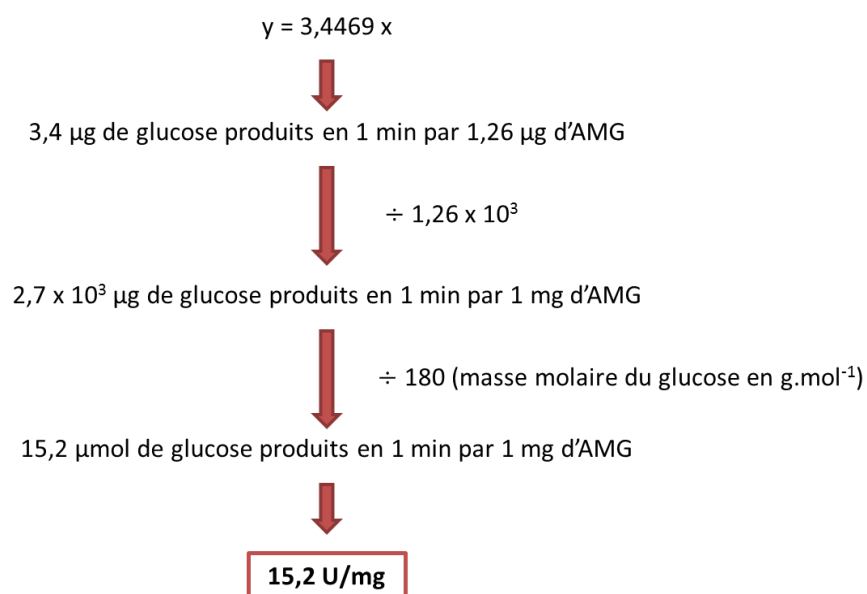 y = 3,4469 x
3,4 µg de glucose produits en 1 min par 1,26 µg d’AMG
÷ 1,26 x 10³
2,7 x 10³ µg de glucose produits en 1 min par 1 mg d’AMG
÷ 180 (masse molaire du glucose en g.mol⁻¹)
15,2 µmol de glucose produits en 1 min par 1 mg d’AMG
15,2 U/mg